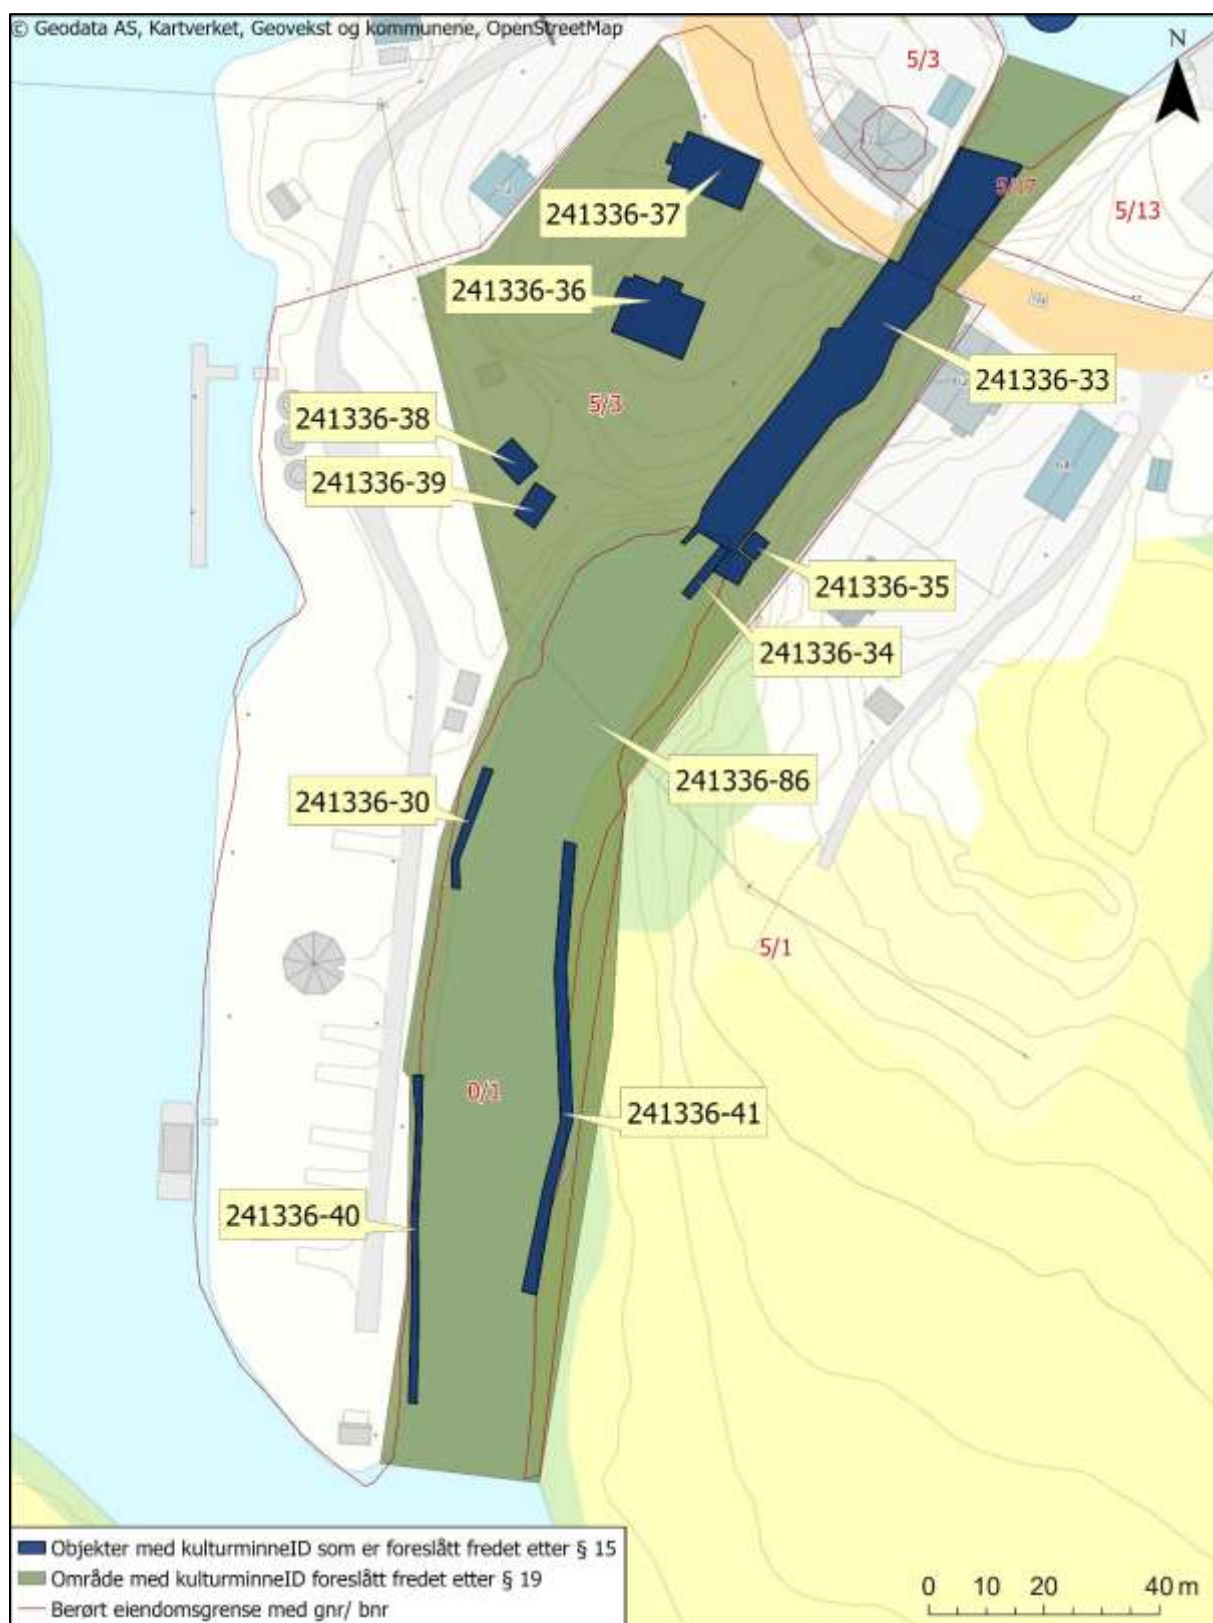 © Geodata AS, Kartverket, Geovekst og kommunene, OpenStreetMap
N
5/3
5/17
5/13
241336-37
241336-36
241336-33
5/3
241336-38
241336-39
241336-35
241336-34
241336-86
241336-30
5/1
0/1
241336-41
241336-40
Objekter med kulturminneID som er foreslått fredet etter § 15
Område med kulturminneID foreslått fredet etter § 19
Berørt eiendomsgrense med gnr/ bnr
0 10 20 40 m